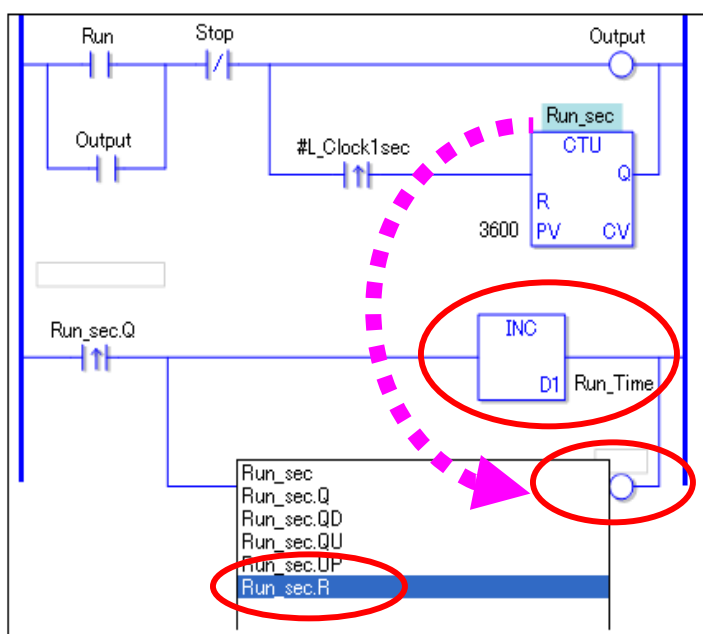 Run Stop Output
Output
#L_Clock1sec
Run_sec
CTU
Q
R
3600 PV CV
Run_sec.Q
INC
D1 Run_Time
Run_sec
Run_sec.Q
Run_sec.QD
Run_sec.QU
Run_sec.UP
Run_sec.R